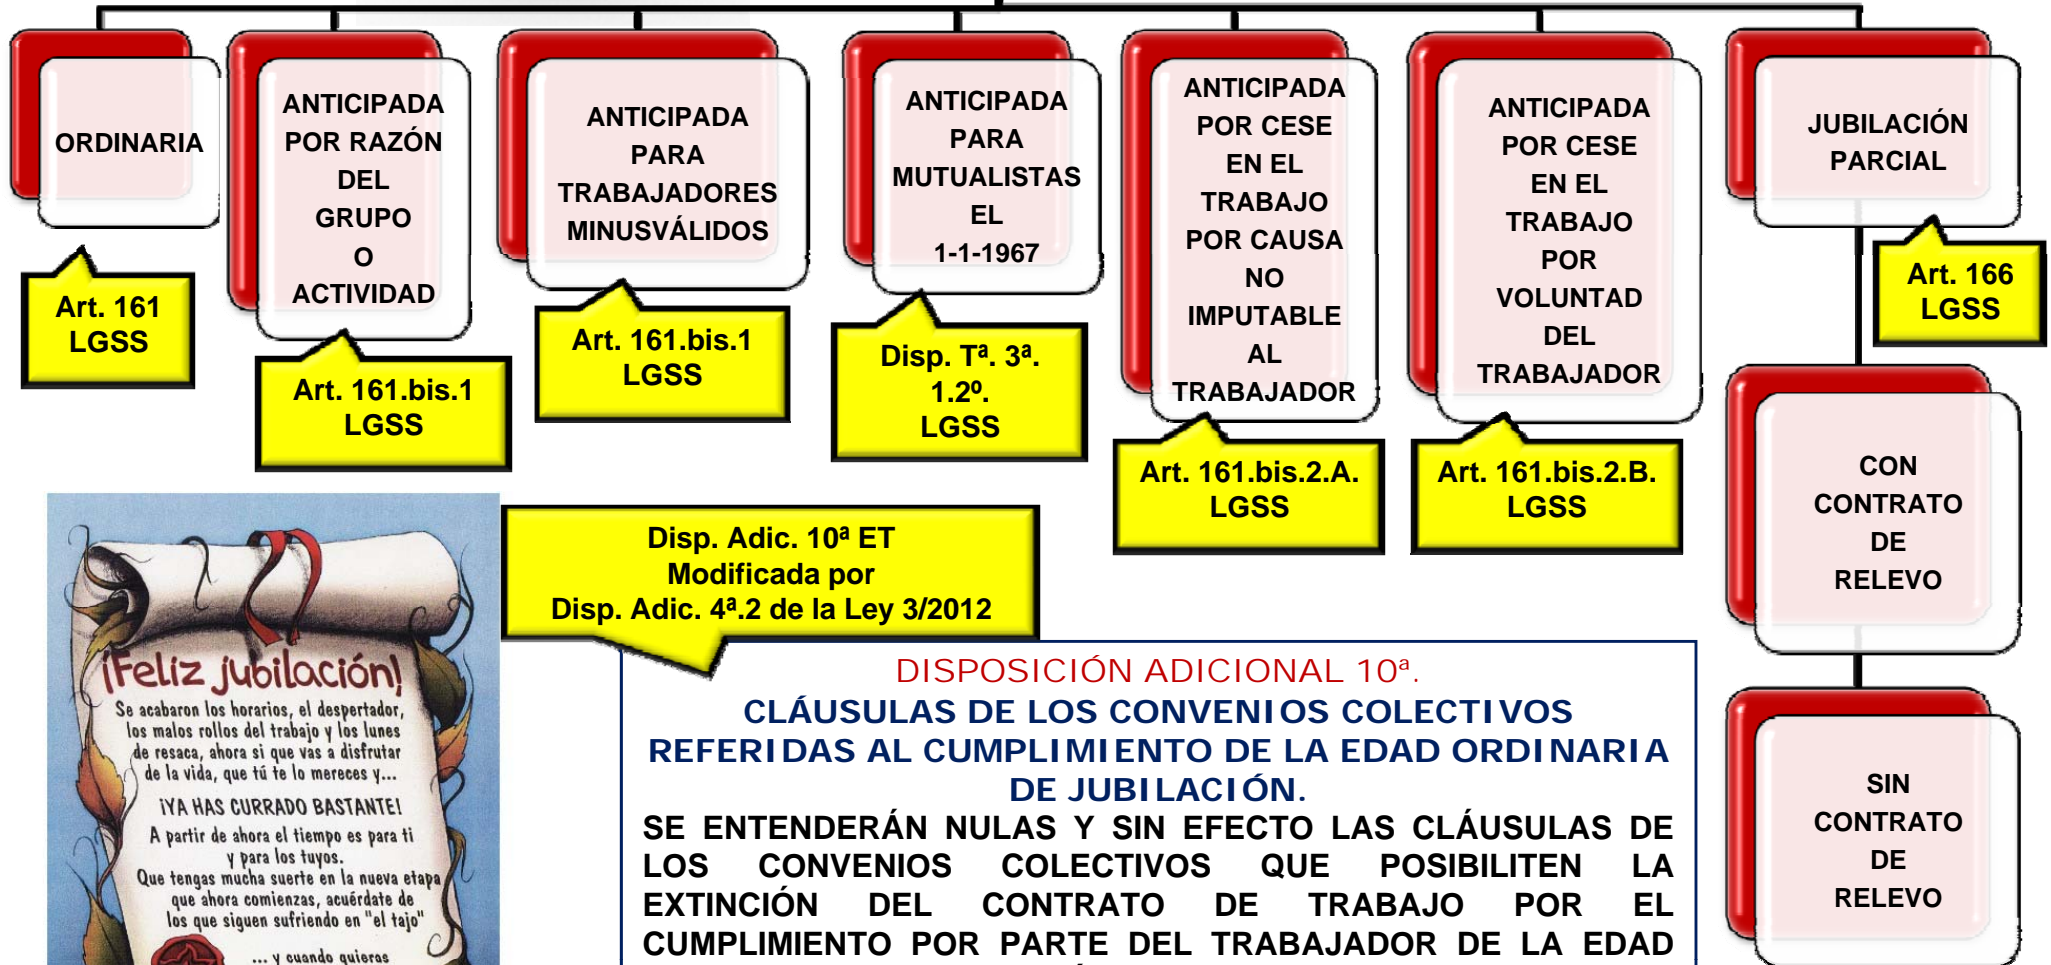 ORDINARIA
Art. 161
LGSS
ANTICIPADA
POR RAZÓN
DEL
GRUPO
O
ACTIVIDAD
Art. 161.bis.1
LGSS
ANTICIPADA
PARA
TRABAJADORES
MINUSVÁLIDOS
Art. 161.bis.1
LGSS
ANTICIPADA
PARA
MUTUALISTAS
EL
1-1-1967
Disp. Tª. 3ª.
1.2º.
LGSS
ANTICIPADA
POR CESE
EN EL
TRABAJO
POR CAUSA
NO
IMPUTABLE
AL
TRABAJADOR
Art. 161.bis.2.A.
LGSS
ANTICIPADA
POR CESE
EN EL
TRABAJO
POR
VOLUNTAD
DEL
TRABAJADOR
Art. 161.bis.2.B.
LGSS
JUBILACIÓN
PARCIAL
Art. 166
LGSS
CON
CONTRATO
DE
RELEVO
SIN
CONTRATO
DE
RELEVO
¡Feliz jubilación!
Se acabaron los horarios, el despertador,
los malos rollos del trabajo y los lunes
de resaca, ahora si que vas a disfrutar
de la vida, que tú te lo mereces y...
¡YA HAS CURRADO BASTANTE!
A partir de ahora el tiempo es para ti
y para los tuyos.
Que tengas mucha suerte en la nueva etapa
que ahora comienzas, acuérdate de
los que siguen sufriendo en "el tajo"
... y cuando quieras
Disp. Adic. 10ª ET
Modificada por
Disp. Adic. 4ª.2 de la Ley 3/2012
DISPOSICIÓN ADICIONAL 10ª.
CLÁUSULAS DE LOS CONVENIOS COLECTIVOS
REFERIDAS AL CUMPLIMIENTO DE LA EDAD ORDINARIA
DE JUBILACIÓN.
SE ENTENDERÁN NULAS Y SIN EFECTO LAS CLÁUSULAS DE
LOS CONVENIOS COLECTIVOS QUE POSIBILITEN LA
EXTINCIÓN DEL CONTRATO DE TRABAJO POR EL
CUMPLIMIENTO POR PARTE DEL TRABAJADOR DE LA EDAD